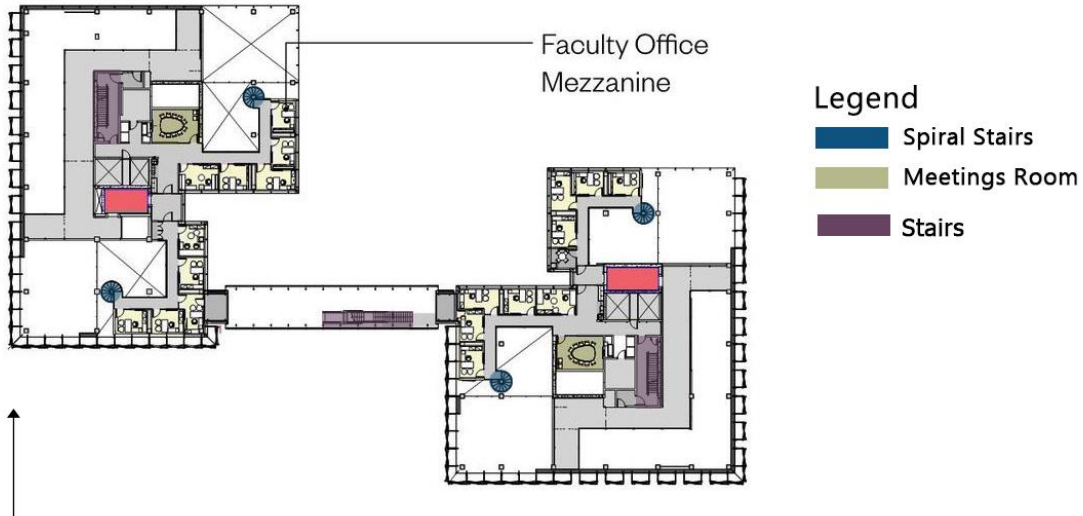 Faculty Office
Mezzanine
Legend
Spiral Stairs
Meetings Room
Stairs